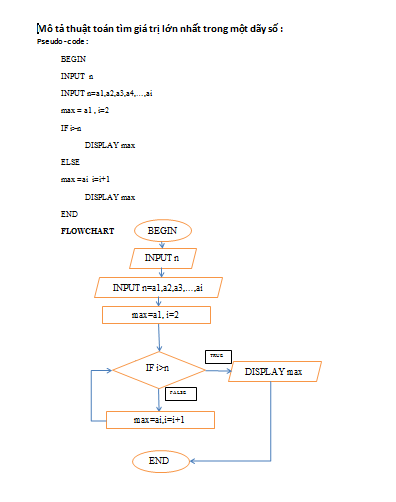 Mô tả thuật toán tìm giá trị lớn nhất trong một dãy số :
Pseudo-code :
BEGIN
INPUT n
INPUT n=a1,a2,a3,a4,...,ai
max = a1 , i=2
IF i>n
DISPLAY max
ELSE
max =ai i=i+1
DISPLAY max
END
FLOWCHART
BEGIN
INPUT n
INPUT n=a1,a2,a3,...,ai
max=a1, i=2
TRUE
IF i>n
DISPLAY max
FALSE
max=ai,i=i+1
END